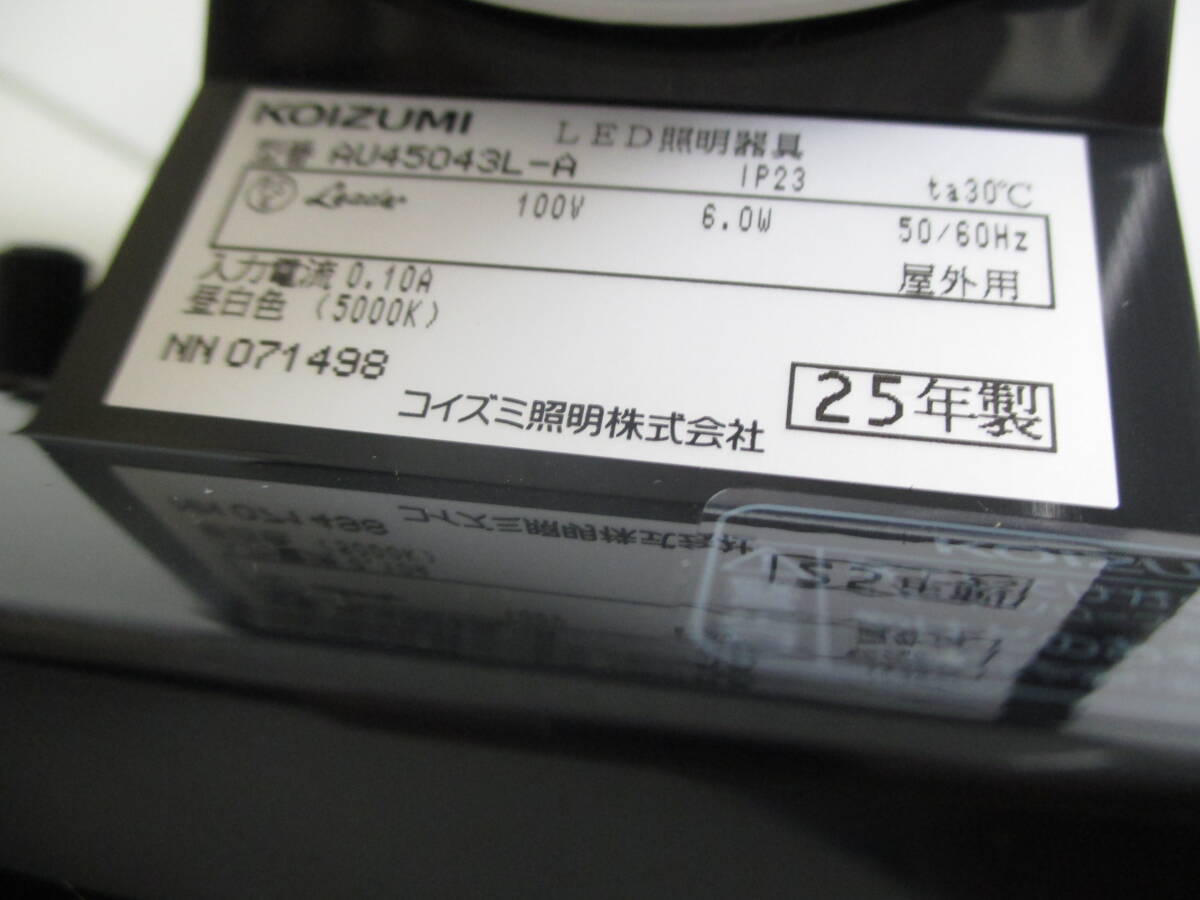 KOIZUMI LED照明器具
型番 AU45043L-A IP23 ta30℃
100V 6.0W 50/60Hz
屋外用
入力電流 0.10A
昼白色 (5000K)
NN 071498
コイズミ照明株式会社
25年製